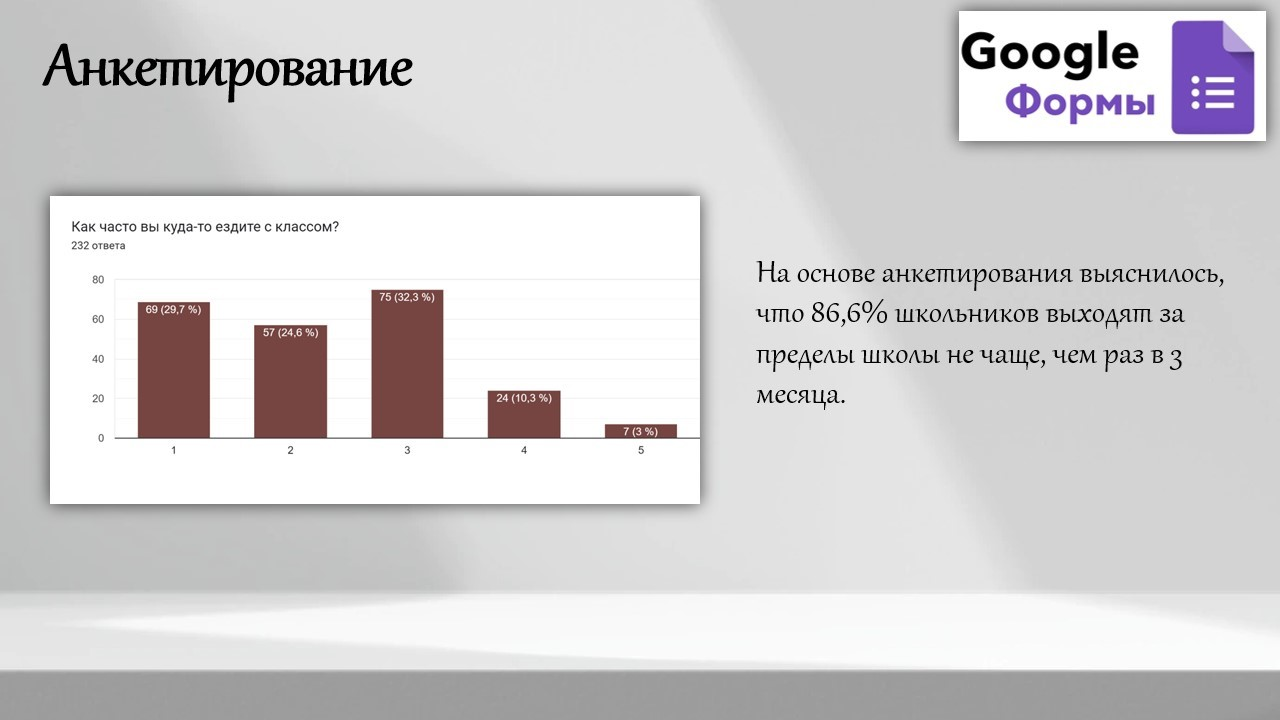 Анкетирование
Google
Формы
Как часто вы куда-то ездите с классом?
232 ответа
80
60
40
20
0
69 (29,7 %)
57 (24,6 %)
75 (32,3 %)
24 (10,3 %)
7 (3 %)
1 2 3 4 5
На основе анкетирования выяснилось,
что 86,6% школьников выходят за
пределы школы не чаще, чем раз в 3
месяца.